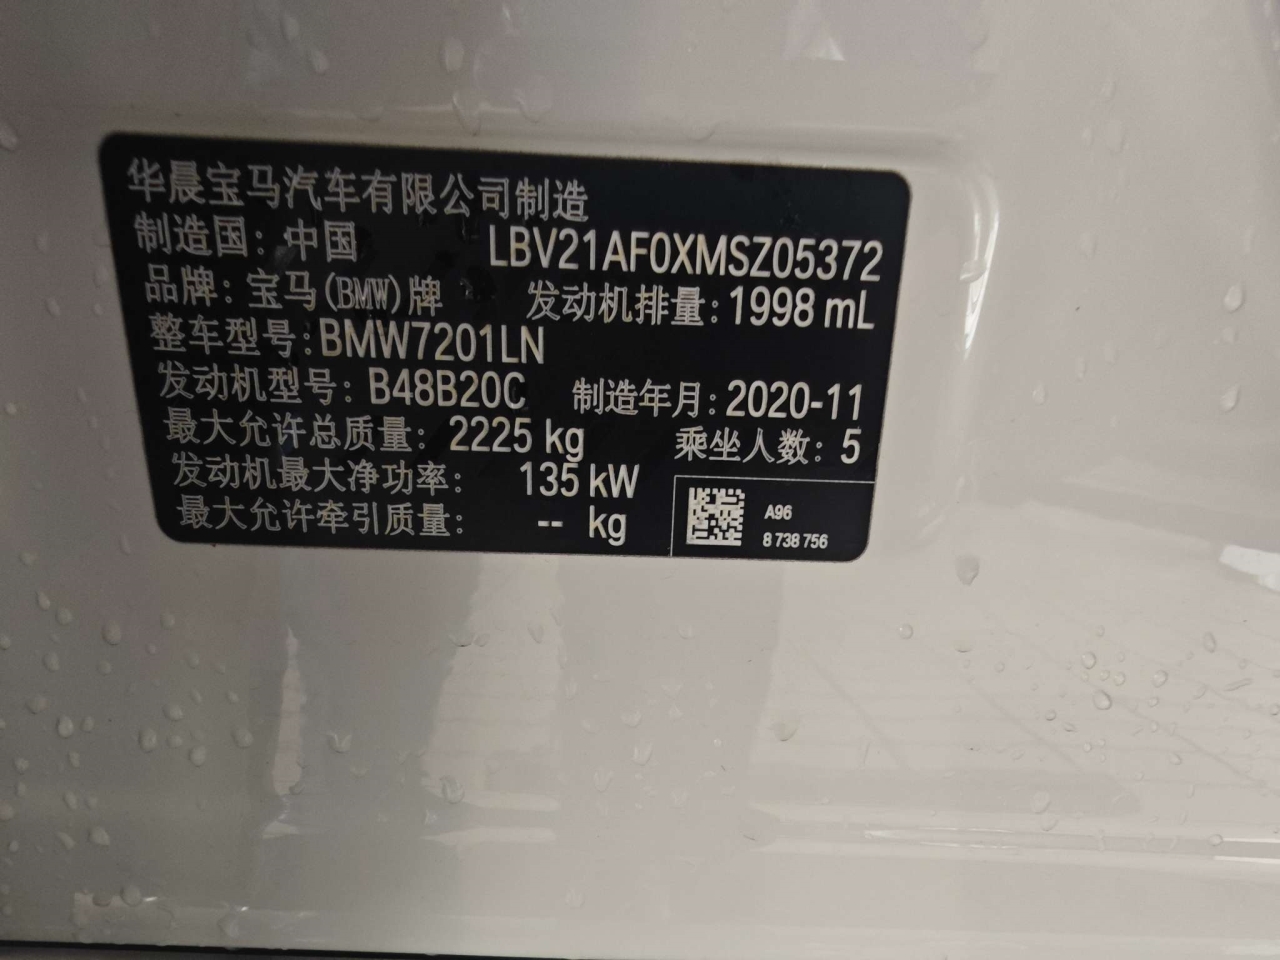 华晨宝马汽车有限公司制造
制造国：中国 LBV21AF0XMSZ05372
品牌：宝马(BMW)牌 发动机排量：1998 mL
整车型号：BMW7201LN
发动机型号：B48B20C 制造年月：2020-11
最大允许总质量：2225 kg 乘坐人数：5
发动机最大净功率：135 kW
最大允许牵引质量：-- kg
A96
8 738 756